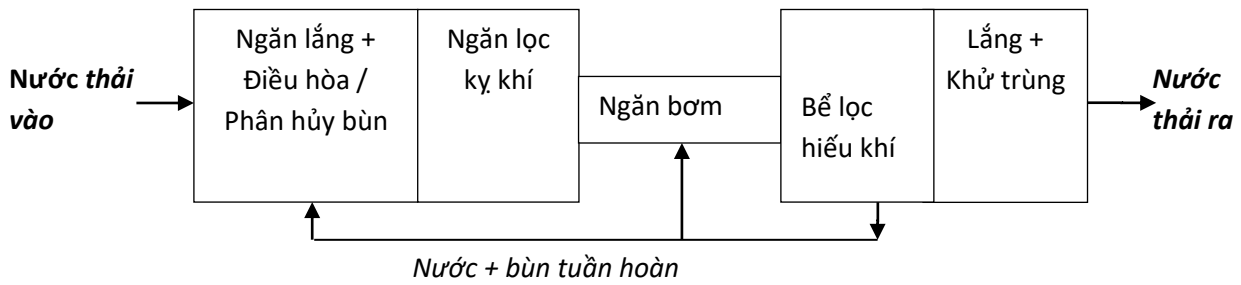 Nước thải
vào
Ngăn lắng +
Điều hòa /
Phân hủy bùn
Ngăn lọc
kỵ khí
Ngăn bơm
Bể lọc
hiếu khí
Lắng +
Khử trùng
Nước
thải ra
Nước + bùn tuần hoàn